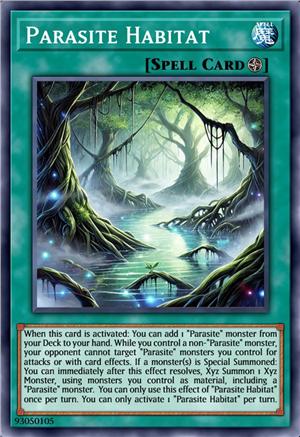 Parasite Habitat
[Spell Card]
When this card is activated: You can add 1 "Parasite" monster from
your Deck to your hand. While you control a non-"Parasite" monster,
your opponent cannot target "Parasite" monsters you control for
attacks or with card effects. If a monster(s) is Special Summoned:
You can immediately after this effect resolves, Xyz Summon 1 Xyz
Monster, using monsters you control as material, including a
"Parasite" monster. You can only use this effect of "Parasite Habitat"
once per turn. You can only activate 1 "Parasite Habitat" per turn.
93050105